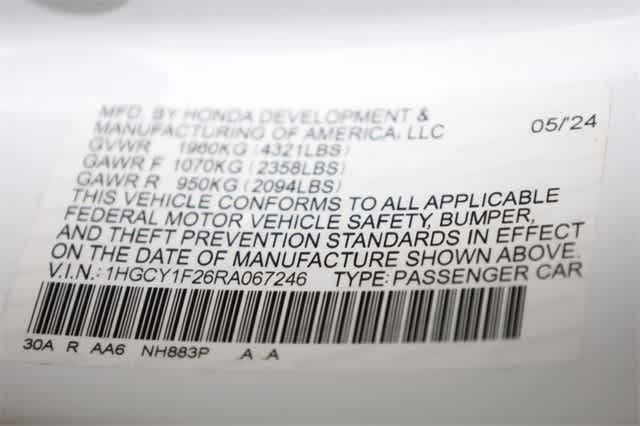 MFD. BY HONDA DEVELOPMENT &
MANUFACTURING OF AMERICA, LLC 05/24
GVWR 1960KG (4321LBS)
GAWR F 1070KG (2358LBS)
GAWR R 950KG (2094LBS)
THIS VEHICLE CONFORMS TO ALL APPLICABLE
FEDERAL MOTOR VEHICLE SAFETY, BUMPER,
AND THEFT PREVENTION STANDARDS IN EFFECT
ON THE DATE OF MANUFACTURE SHOWN ABOVE.
V.I.N.: 1HGCY1F26RA067246 TYPE: PASSENGER CAR
30A R AA6 NH883P A A